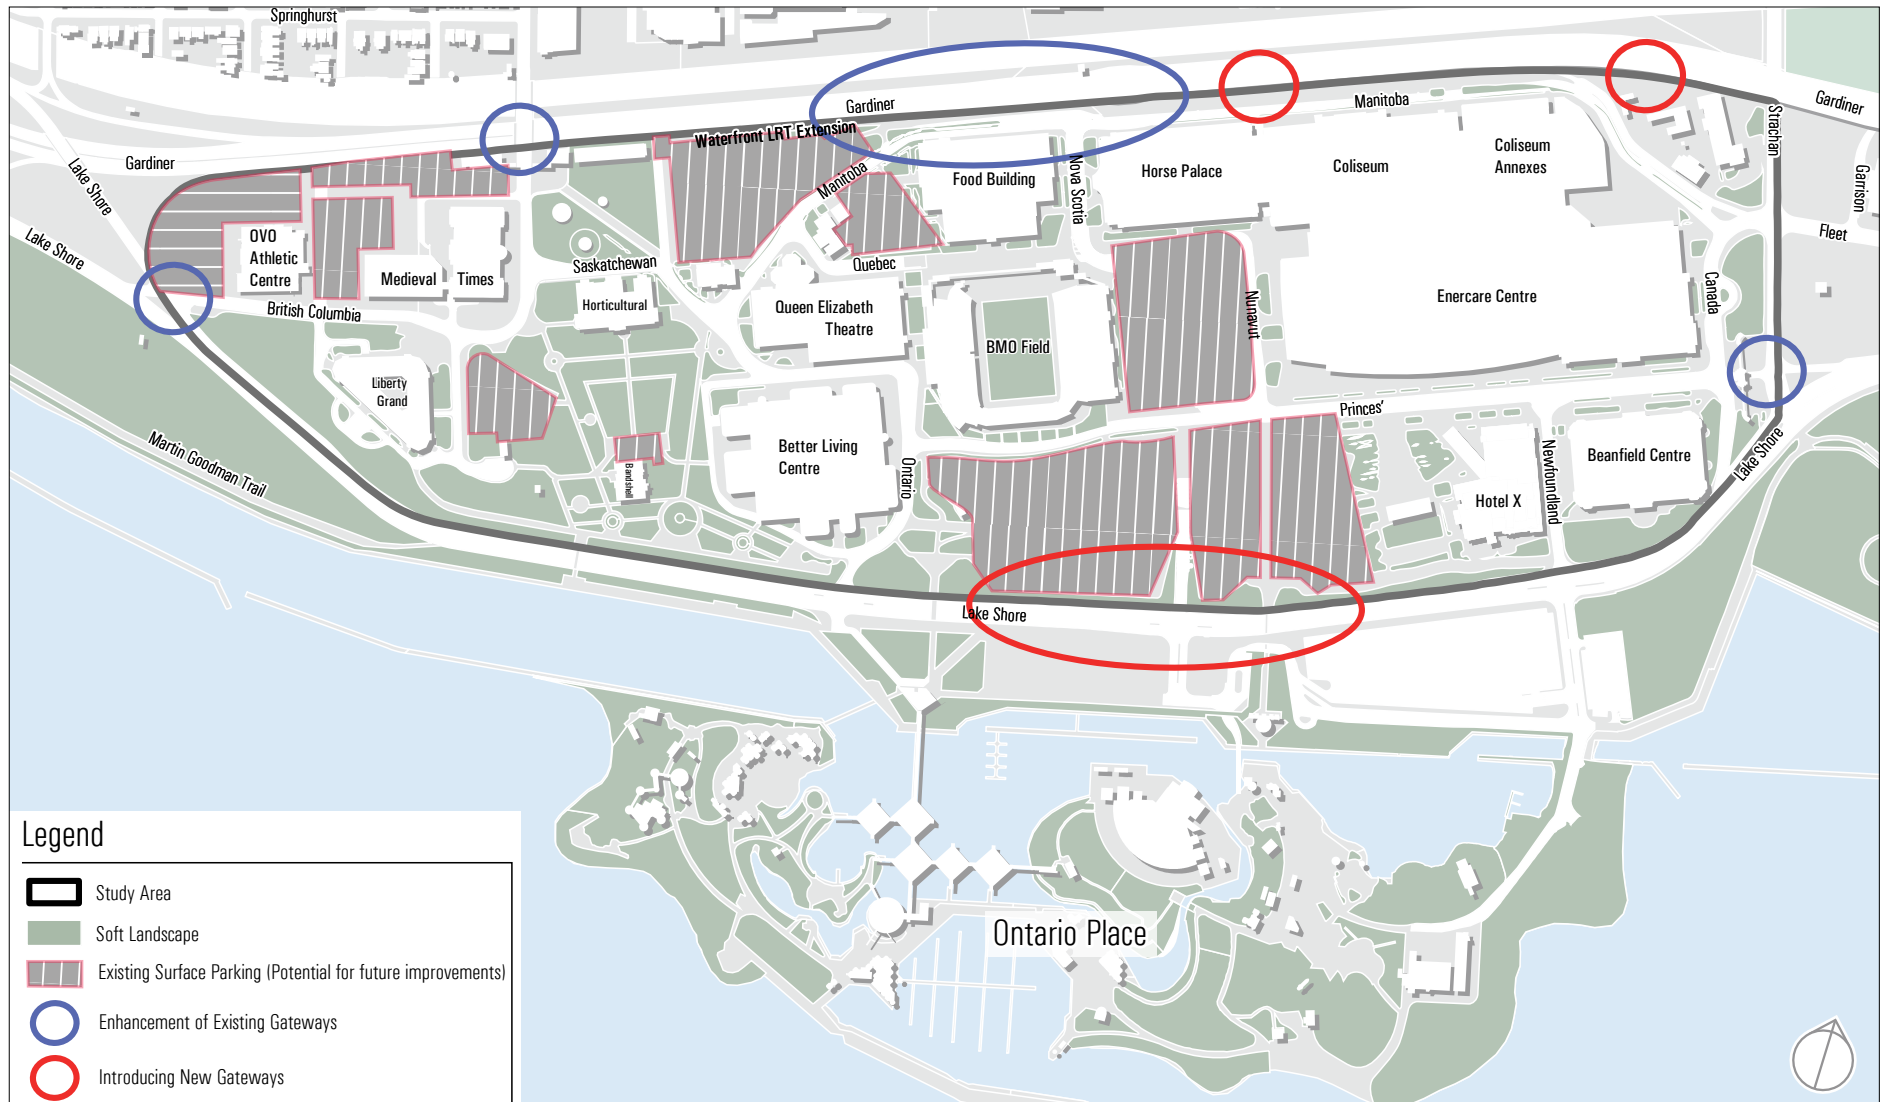 Springhurst
Gardiner
Gardiner
Manitoba
Strachan
Waterfront LRT Extension
Gardiner
Lake Shore
Lake Shore
Manitoba
Food Building
Nova Scotia
Horse Palace
Coliseum
Coliseum
Annexes
Garrison
Fleet
OVO
Athletic
Centre
Medieval
Times
Saskatchewan
Quebec
British Columbia
Horticultural
Queen Elizabeth
Theatre
BMO Field
Nunavut
Enercare Centre
Canada
Liberty
Grand
Princes'
Martin Goodman Trail
Bandshell
Better Living
Centre
Ontario
Hotel X
Newfoundland
Beanfield Centre
Lake Shore
Lake Shore
Ontario Place
Legend
Study Area
Soft Landscape
Existing Surface Parking (Potential for future improvements)
Enhancement of Existing Gateways
Introducing New Gateways